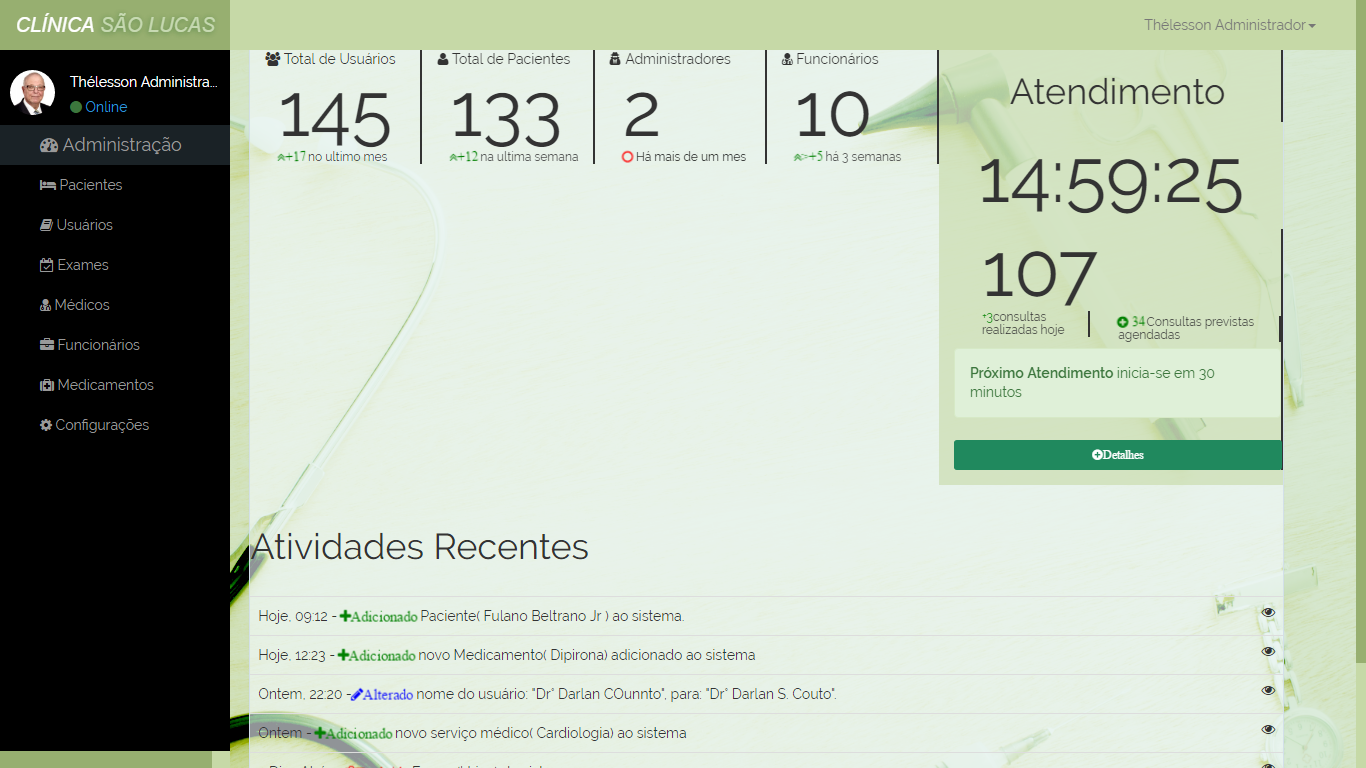 CLÍNICA SÃO LUCAS
Thélesson Administrador
Thélesson Administra...
Online
Administração
Pacientes
Usuários
Exames
Médicos
Funcionários
Medicamentos
Configurações
Total de Usuários
145
+17 no ultimo mes
Total de Pacientes
133
+12 na ultima semana
Administradores
2
Há mais de um mes
Funcionários
10
+5 há 3 semanas
Atendimento
14:59:25
107
+3consultas
realizadas hoje
34 Consultas previstas
agendadas
Próximo Atendimento inicia-se em 30
minutos
Detalhes
Atividades Recentes
Hoje, 09:12 - Adicionado Paciente( Fulano Beltrano Jr ) ao sistema.
Hoje, 12:23 - Adicionado novo Medicamento( Dipirona) adicionado ao sistema
Ontem, 22:20 -Alterado nome do usuário: "Dr° Darlan COunnto", para: "Dr° Darlan S. Couto".
Ontem - Adicionado novo serviço médico( Cardiologia) ao sistema